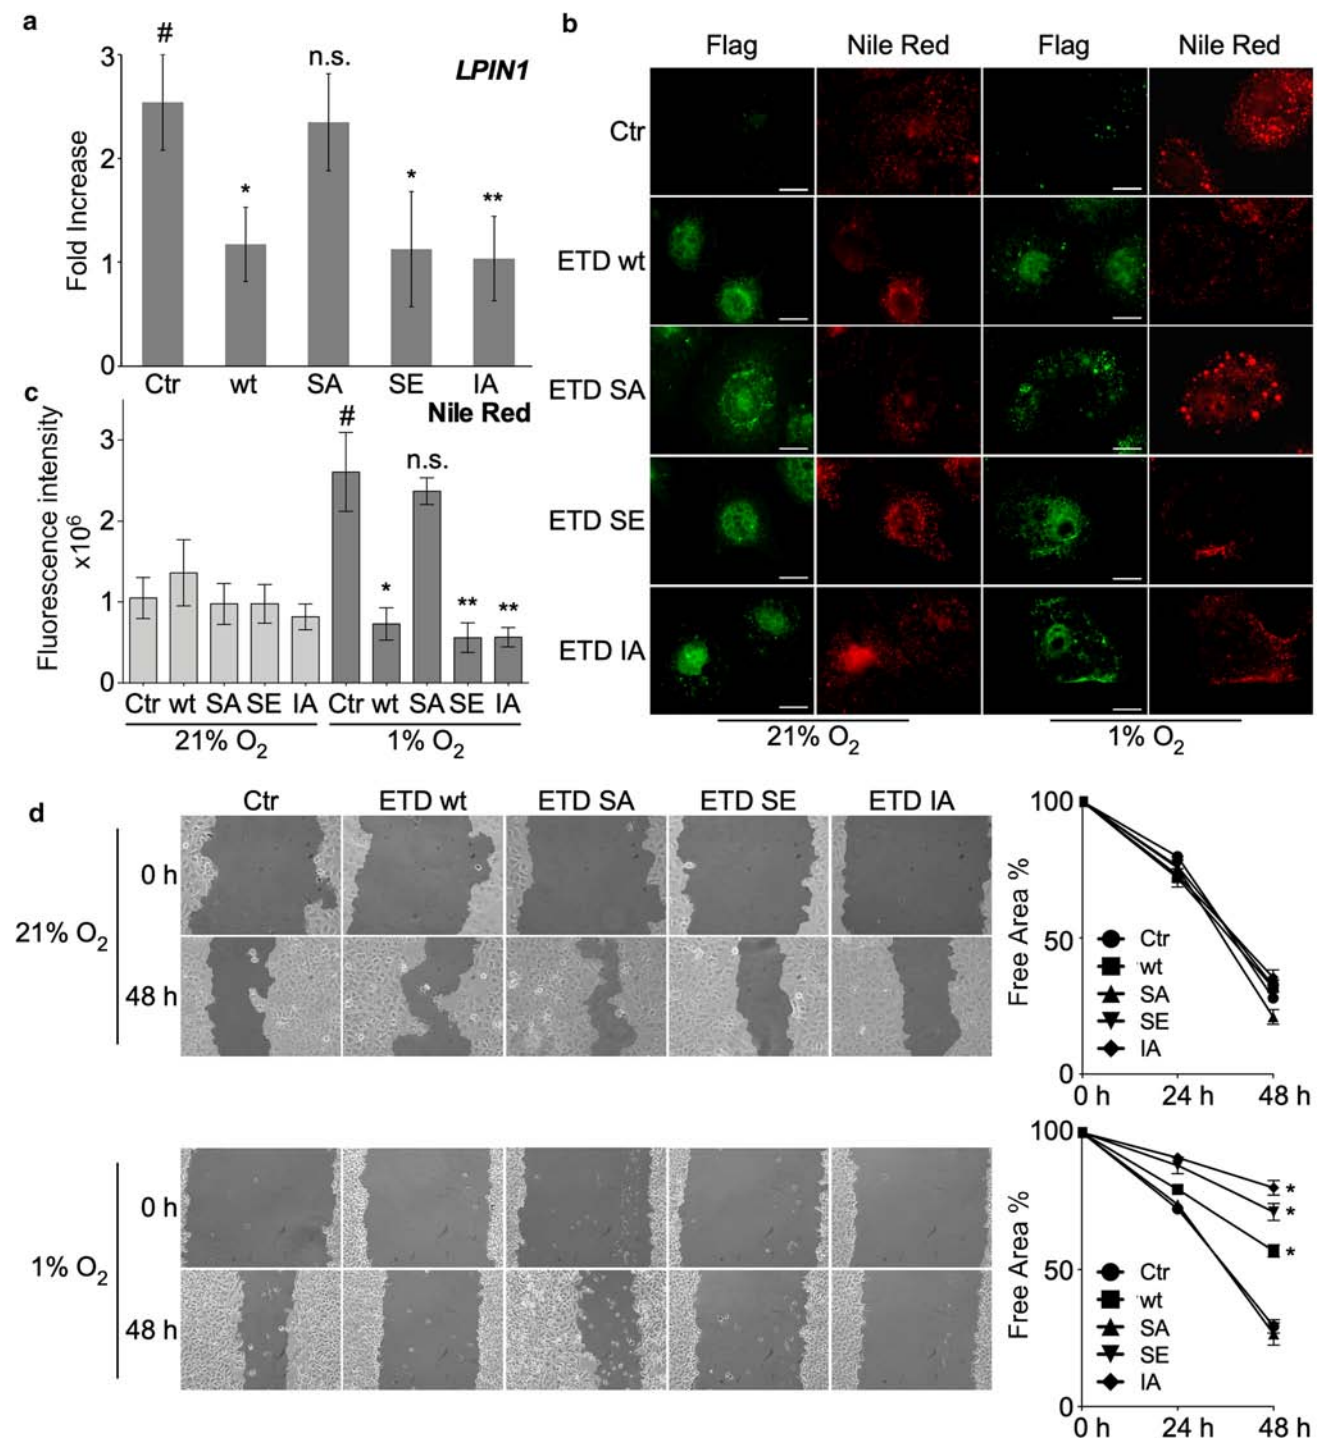 a
#
n.s.
LPIN1
*
*
**
Fold Increase
3
2
1
0
Ctr wt SA SE IA
b
Flag Nile Red Flag Nile Red
Ctr
ETD wt
ETD SA
ETD SE
ETD IA
21% O2 1% O2
c
Nile Red
#
n.s.
*
**
**
Fluorescence intensity
x10^6
3
2
1
0
Ctr wt SA SE IA Ctr wt SA SE IA
21% O2 1% O2
d
Ctr ETD wt ETD SA ETD SE ETD IA
21% O2
0 h
48 h
1% O2
0 h
48 h
Free Area %
100
50
0
Ctr
wt
SA
SE
IA
0 h 24 h 48 h
Free Area %
100
50
0
*
*
*
Ctr
wt
SA
SE
IA
0 h 24 h 48 h